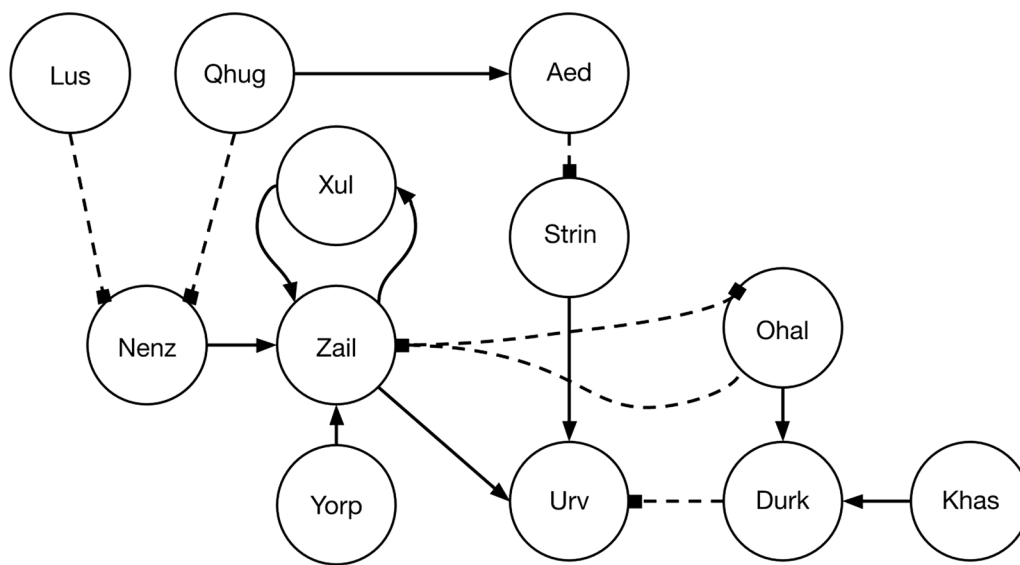 Lus
Qhug
Aed
Xul
Strin
Ohal
Nenz
Zail
Yorp
Urv
Durk
Khas